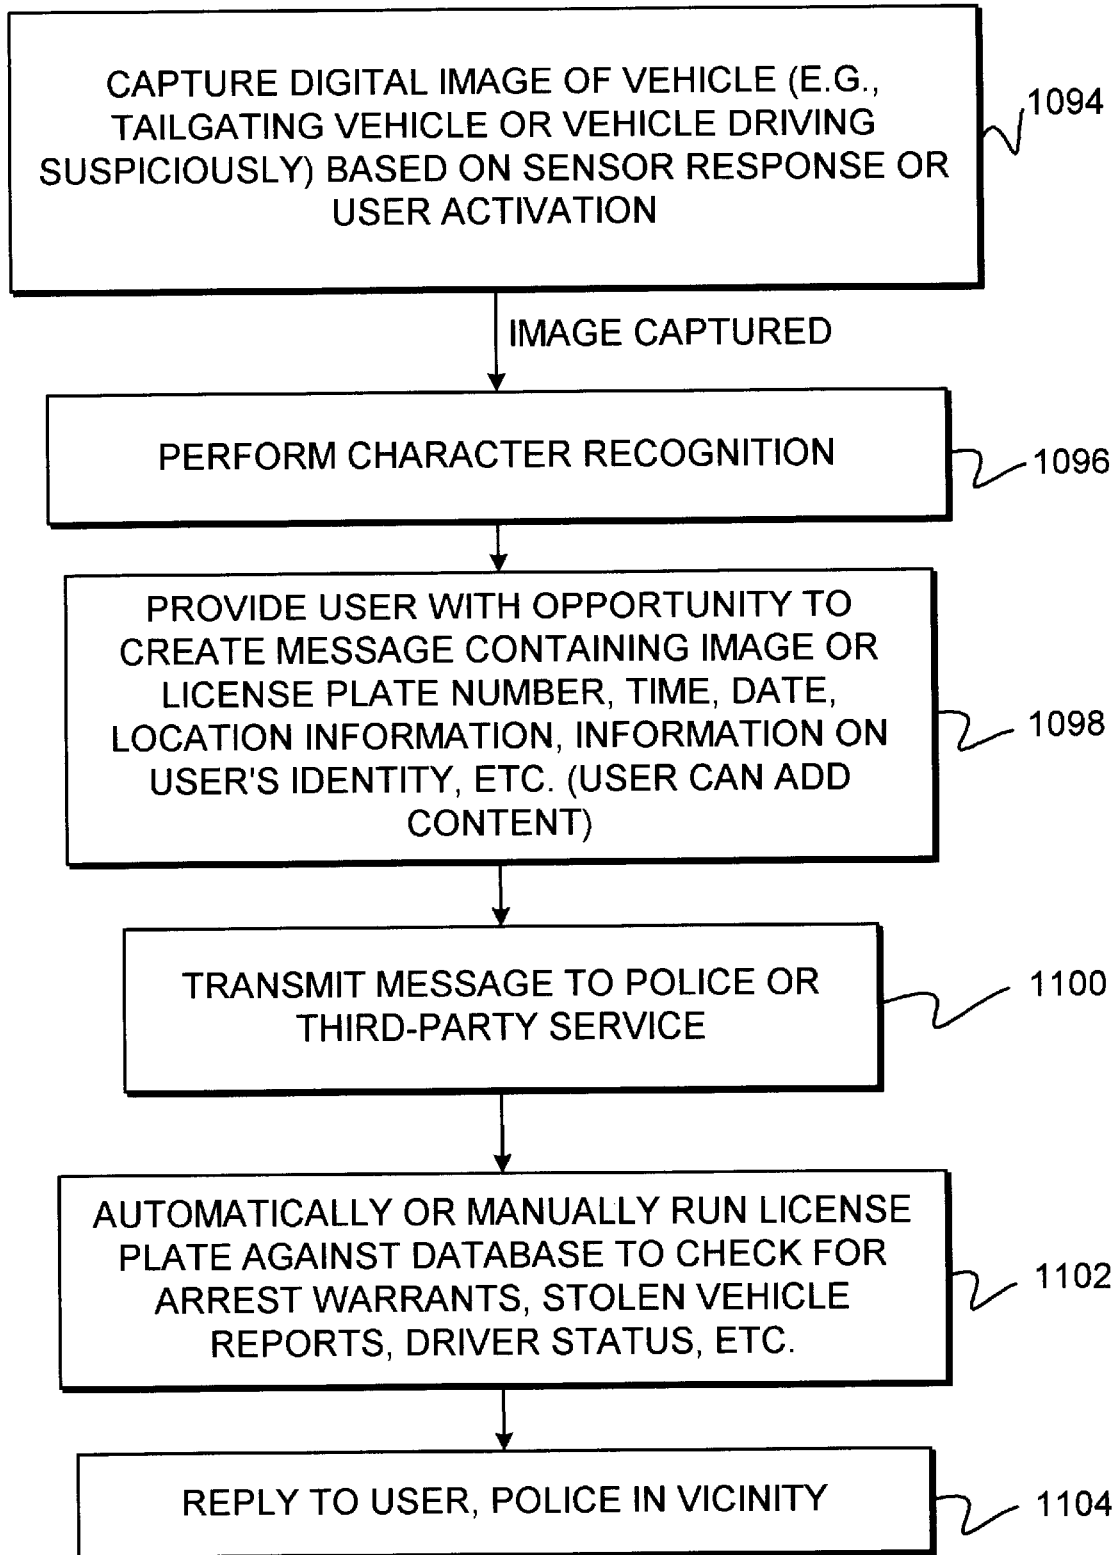 CAPTURE DIGITAL IMAGE OF VEHICLE (E.G.,
TAILGATING VEHICLE OR VEHICLE DRIVING
SUSPICIOUSLY) BASED ON SENSOR RESPONSE OR
USER ACTIVATION
1094
IMAGE CAPTURED
PERFORM CHARACTER RECOGNITION
1096
PROVIDE USER WITH OPPORTUNITY TO
CREATE MESSAGE CONTAINING IMAGE OR
LICENSE PLATE NUMBER, TIME, DATE,
LOCATION INFORMATION, INFORMATION ON
USER'S IDENTITY, ETC. (USER CAN ADD
CONTENT)
1098
TRANSMIT MESSAGE TO POLICE OR
THIRD-PARTY SERVICE
1100
AUTOMATICALLY OR MANUALLY RUN LICENSE
PLATE AGAINST DATABASE TO CHECK FOR
ARREST WARRANTS, STOLEN VEHICLE
REPORTS, DRIVER STATUS, ETC.
1102
REPLY TO USER, POLICE IN VICINITY
1104